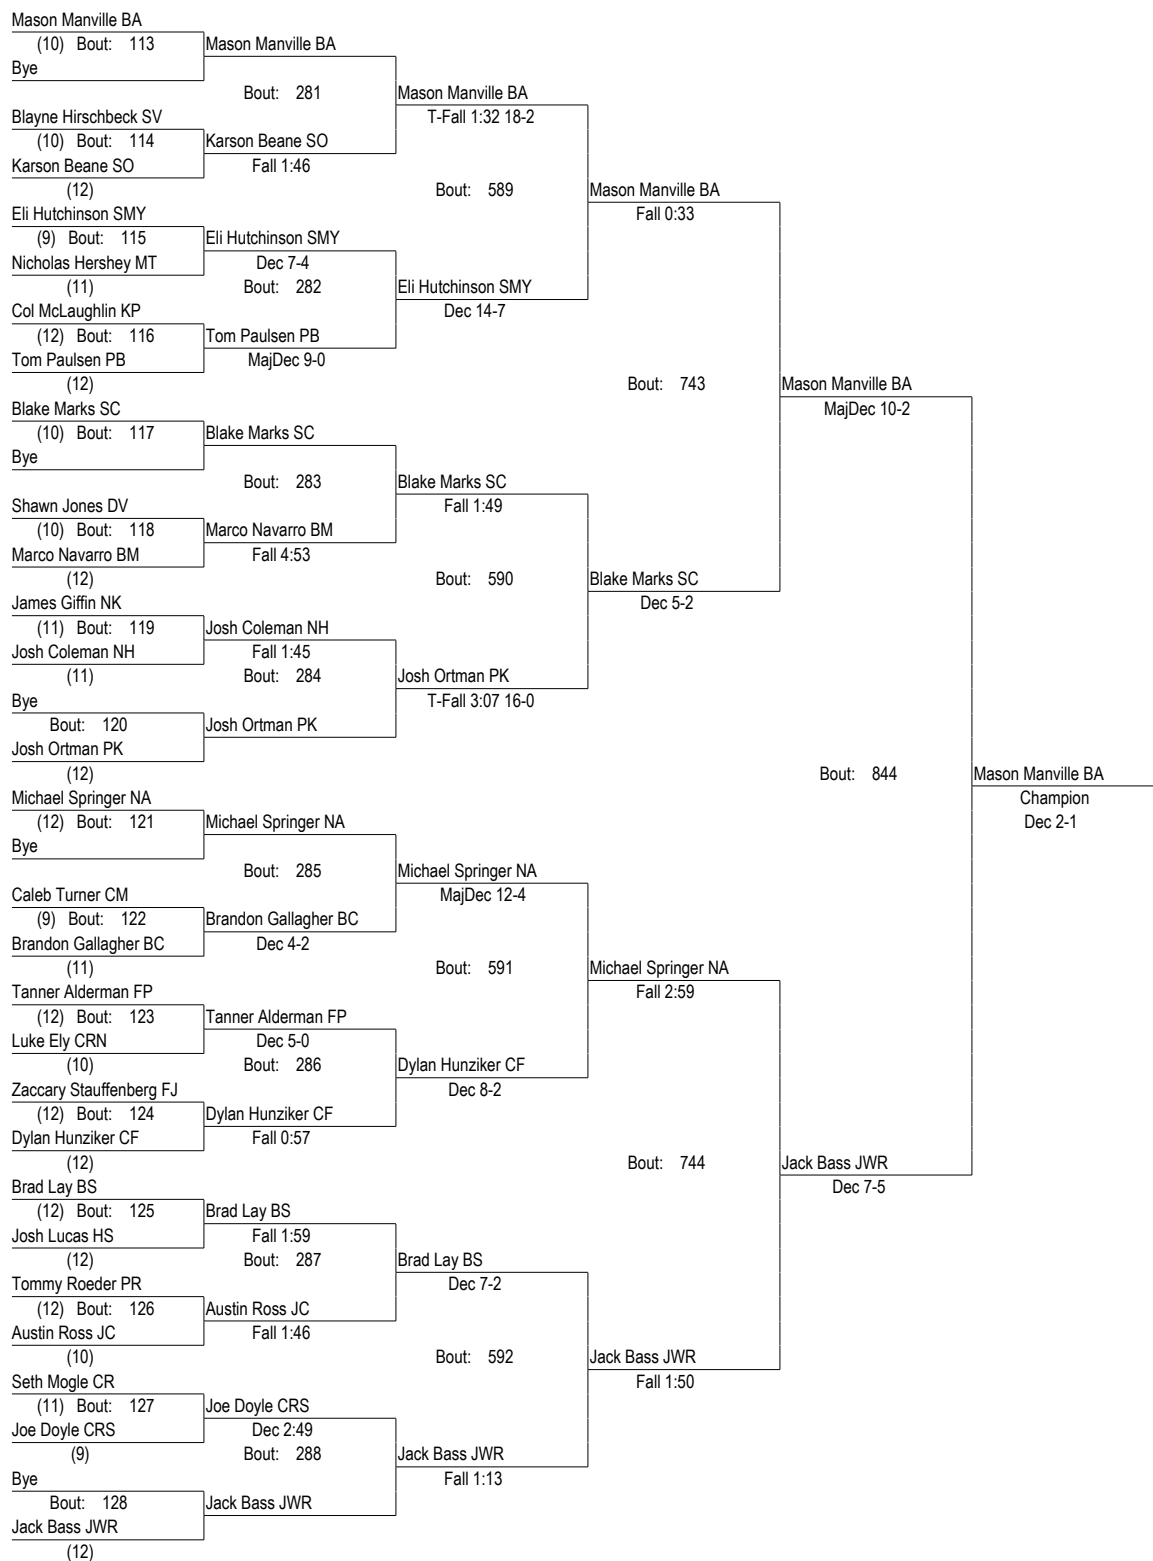 Mason Manville BA
(10) Bout: 113 Mason Manville BA
Bye
Bout: 281 Mason Manville BA
Blayne Hirschbeck SV T-Fall 1:32 18-2
(10) Bout: 114 Karson Beane SO
Karson Beane SO Fall 1:46
(12) Bout: 589 Mason Manville BA
Eli Hutchinson SMY Fall 0:33
(9) Bout: 115 Eli Hutchinson SMY
Nicholas Hershey MT Dec 7-4
(11) Bout: 282 Eli Hutchinson SMY
Col McLaughlin KP Dec 14-7
(12) Bout: 116 Tom Paulsen PB
Tom Paulsen PB MajDec 9-0
(12) Bout: 743 Mason Manville BA
Blake Marks SC MajDec 10-2
(10) Bout: 117 Blake Marks SC
Bye
Bout: 283 Blake Marks SC
Shawn Jones DV Fall 1:49
(10) Bout: 118 Marco Navarro BM
Marco Navarro BM Fall 4:53
(12) Bout: 590 Blake Marks SC
James Giffin NK Dec 5-2
(11) Bout: 119 Josh Coleman NH
Josh Coleman NH Fall 1:45
(11) Bout: 284 Josh Ortman PK
Bye T-Fall 3:07 16-0
Bout: 120 Josh Ortman PK
Josh Ortman PK
(12) Bout: 844 Mason Manville BA
Michael Springer NA Champion
(12) Bout: 121 Michael Springer NA Dec 2-1
Bye
Bout: 285 Michael Springer NA
Caleb Turner CM MajDec 12-4
(9) Bout: 122 Brandon Gallagher BC
Brandon Gallagher BC Dec 4-2
(11) Bout: 591 Michael Springer NA
Tanner Alderman FP Fall 2:59
(12) Bout: 123 Tanner Alderman FP
Luke Ely CRN Dec 5-0
(10) Bout: 286 Dylan Hunziker CF
Zaccary Stauffenberg FJ Dec 8-2
(12) Bout: 124 Dylan Hunziker CF
Dylan Hunziker CF Fall 0:57
(12) Bout: 744 Jack Bass JWR
Brad Lay BS Dec 7-5
(12) Bout: 125 Brad Lay BS
Josh Lucas HS Fall 1:59
(12) Bout: 287 Brad Lay BS
Tommy Roeder PR Dec 7-2
(12) Bout: 126 Austin Ross JC
Austin Ross JC Fall 1:46
(10) Bout: 592 Jack Bass JWR
Seth Mogle CR Fall 1:50
(11) Bout: 127 Joe Doyle CRS
Joe Doyle CRS Dec 2:49
(9) Bout: 288 Jack Bass JWR
Bye Fall 1:13
Bout: 128 Jack Bass JWR
Jack Bass JWR
(12)